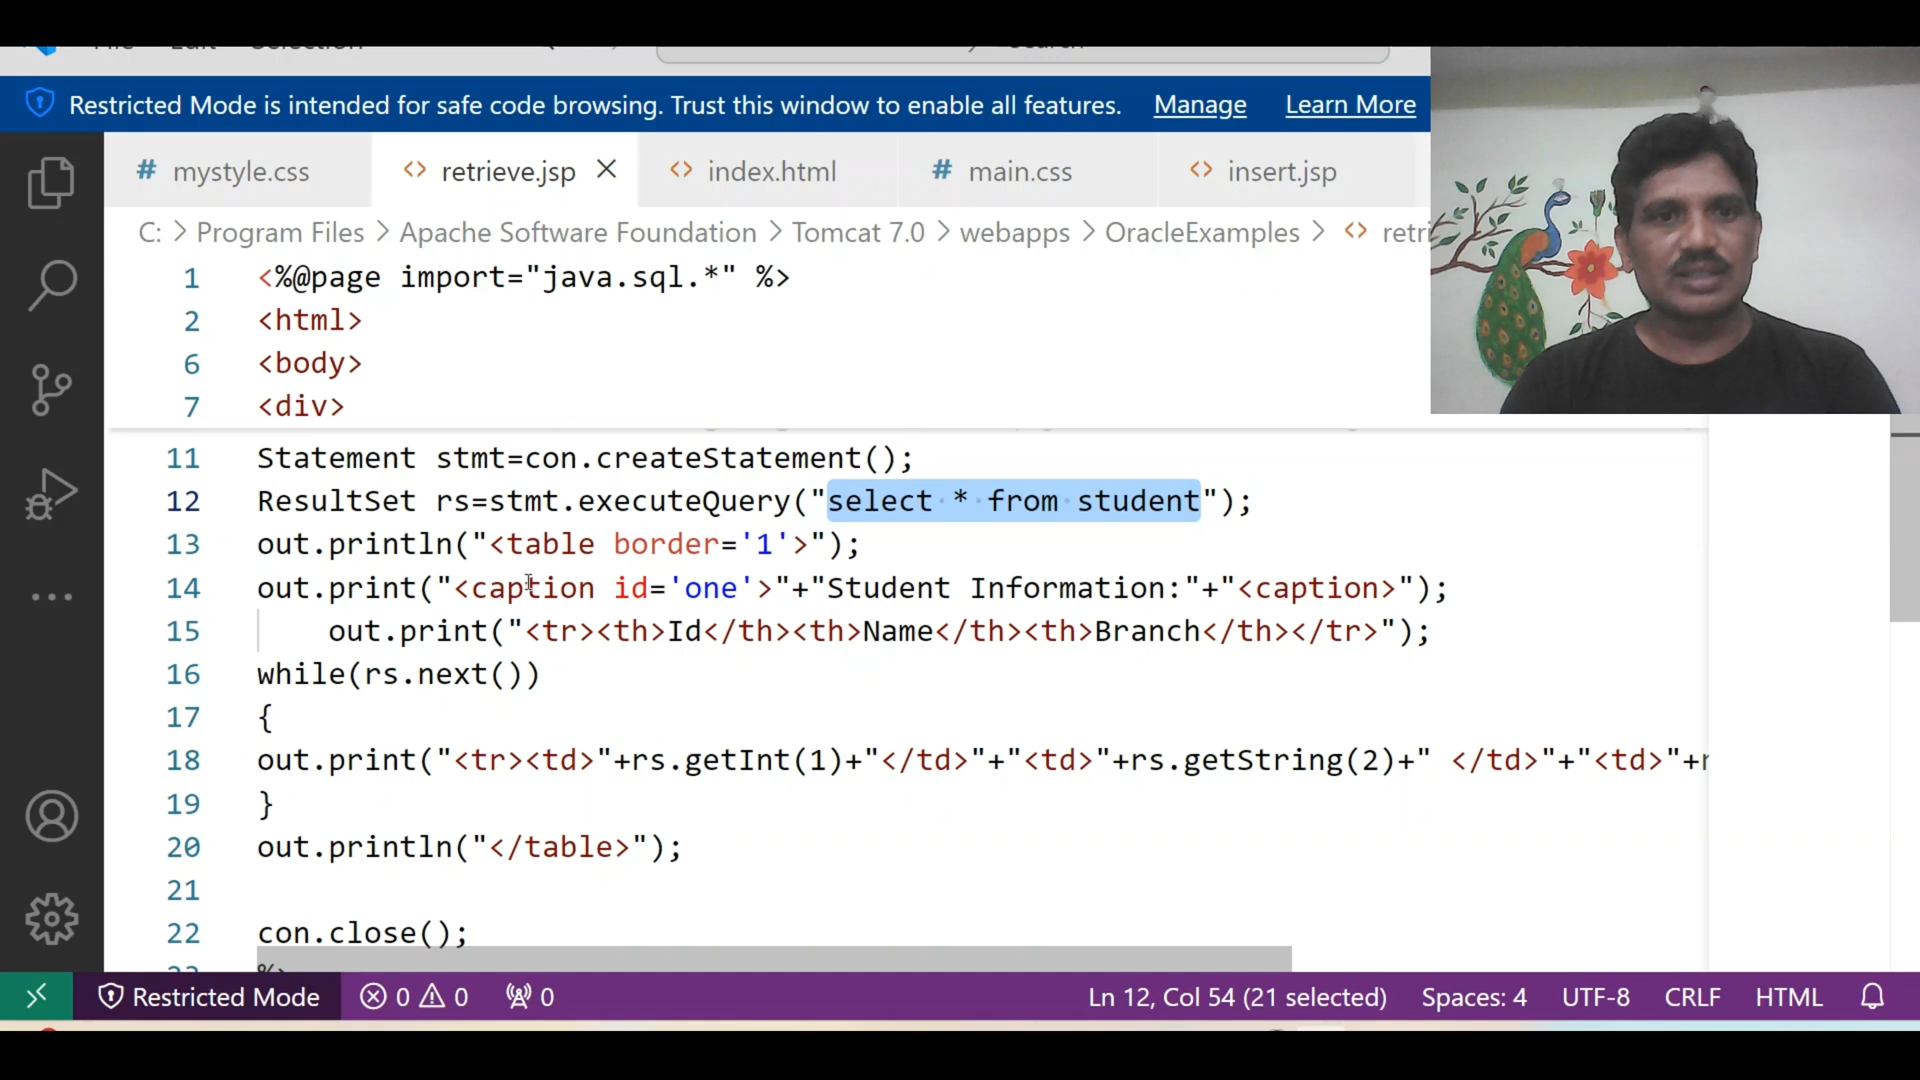 Restricted Mode is intended for safe code browsing. Trust this window to enable all features. Manage Learn More
# mystyle.css <> retrieve.jsp <> index.html # main.css <> insert.jsp
C: > Program Files > Apache Software Foundation > Tomcat 7.0 > webapps > OracleExamples > <> retri
1 <%@page import="java.sql.*" %>
2 <html>
6 <body>
7 <div>
11 Statement stmt=con.createStatement();
12 ResultSet rs=stmt.executeQuery("select * from student");
13 out.println("<table border='1'>");
14 out.print("<caption id='one'>"+"Student Information:"+"<caption>");
15 out.print("<tr><th>Id</th><th>Name</th><th>Branch</th></tr>");
16 while(rs.next())
17 {
18 out.print("<tr><td>"+rs.getInt(1)+"</td>"+"<td>"+rs.getString(2)+" </td>"+"<td>"+r
19 }
20 out.println("</table>");
21
22 con.close();
Restricted Mode 0 0 0 Ln 12, Col 54 (21 selected) Spaces: 4 UTF-8 CRLF HTML